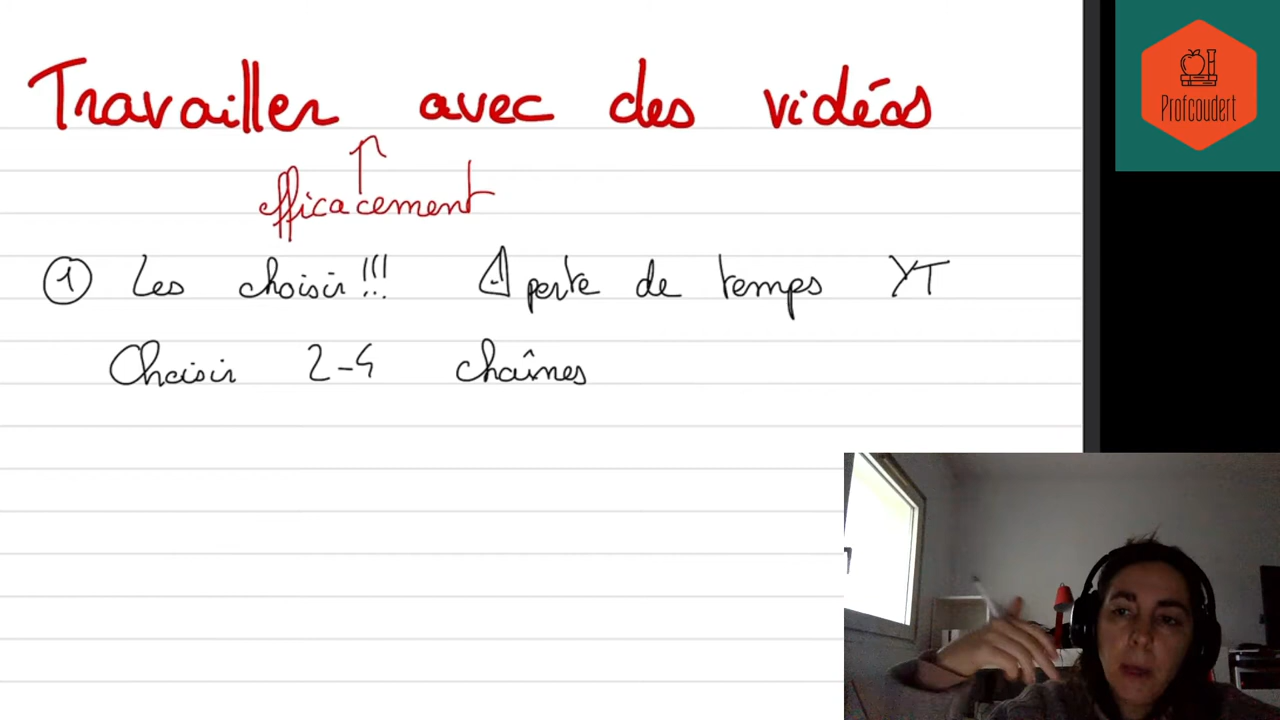 Travailler avec des vidéos
efficacement
① Les choisir!!! ⚠ perte de temps YT
Choisir 2-4 chaînes
Profcoudert